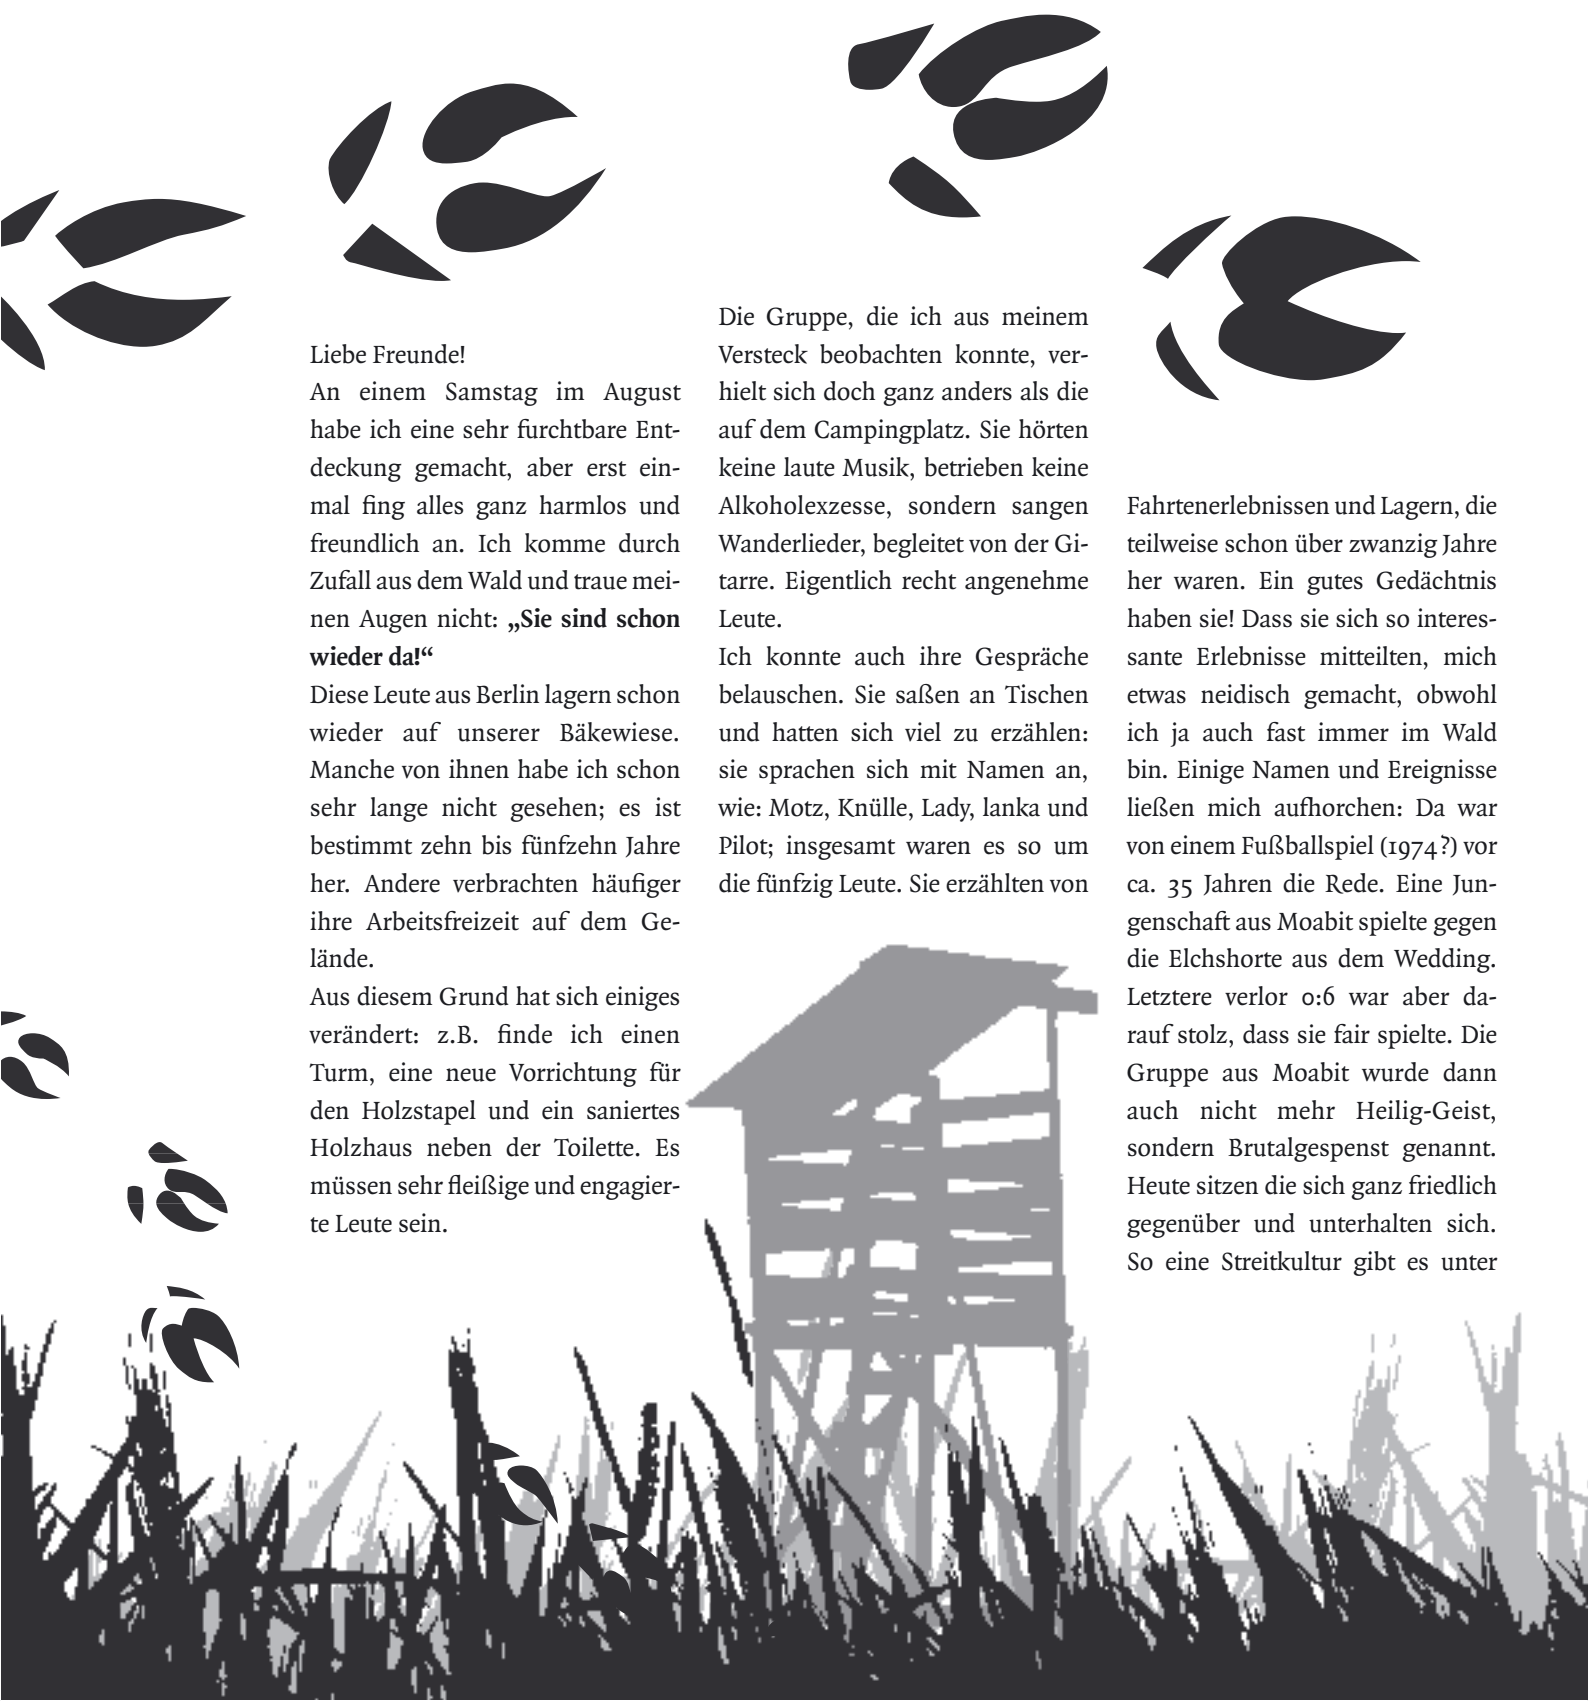 Liebe Freunde!
An einem Samstag im August
habe ich eine sehr furchtbare Ent-
deckung gemacht, aber erst ein-
mal fing alles ganz harmlos und
freundlich an. Ich komme durch
Zufall aus dem Wald und traue mei-
nen Augen nicht: „Sie sind schon
wieder da!“
Diese Leute aus Berlin lagern schon
wieder auf unserer Bäkewiese.
Manche von ihnen habe ich schon
sehr lange nicht gesehen; es ist
bestimmt zehn bis fünfzehn Jahre
her. Andere verbrachten häufiger
ihre Arbeitsfreizeit auf dem Ge-
lände.
Aus diesem Grund hat sich einiges
verändert: z.B. finde ich einen
Turm, eine neue Vorrichtung für
den Holzstapel und ein saniertes
Holzhaus neben der Toilette. Es
müssen sehr fleißige und engagier-
te Leute sein.
Die Gruppe, die ich aus meinem
Versteck beobachten konnte, ver-
hielt sich doch ganz anders als die
auf dem Campingplatz. Sie hörten
keine laute Musik, betrieben keine
Alkoholexzesse, sondern sangen
Wanderlieder, begleitet von der Gi-
tarre. Eigentlich recht angenehme
Leute.
Ich konnte auch ihre Gespräche
belauschen. Sie saßen an Tischen
und hatten sich viel zu erzählen:
sie sprachen sich mit Namen an,
wie: Motz, Knülle, Lady, lanka und
Pilot; insgesamt waren es so um
die fünfzig Leute. Sie erzählten von
Fahrtenerlebnissen und Lagern, die
teilweise schon über zwanzig Jahre
her waren. Ein gutes Gedächtnis
haben sie! Dass sie sich so interes-
sante Erlebnisse mitteilten, mich
etwas neidisch gemacht, obwohl
ich ja auch fast immer im Wald
bin. Einige Namen und Ereignisse
ließen mich aufhorchen: Da war
von einem Fußballspiel (1974?) vor
ca. 35 Jahren die Rede. Eine Jun-
genschaft aus Moabit spielte gegen
die Elchshorte aus dem Wedding.
Letztere verlor 0:6 war aber da-
rauf stolz, dass sie fair spielte. Die
Gruppe aus Moabit wurde dann
auch nicht mehr Heilig-Geist,
sondern Brutalgespenst genannt.
Heute sitzen die sich ganz friedlich
gegenüber und unterhalten sich.
So eine Streitkultur gibt es unter